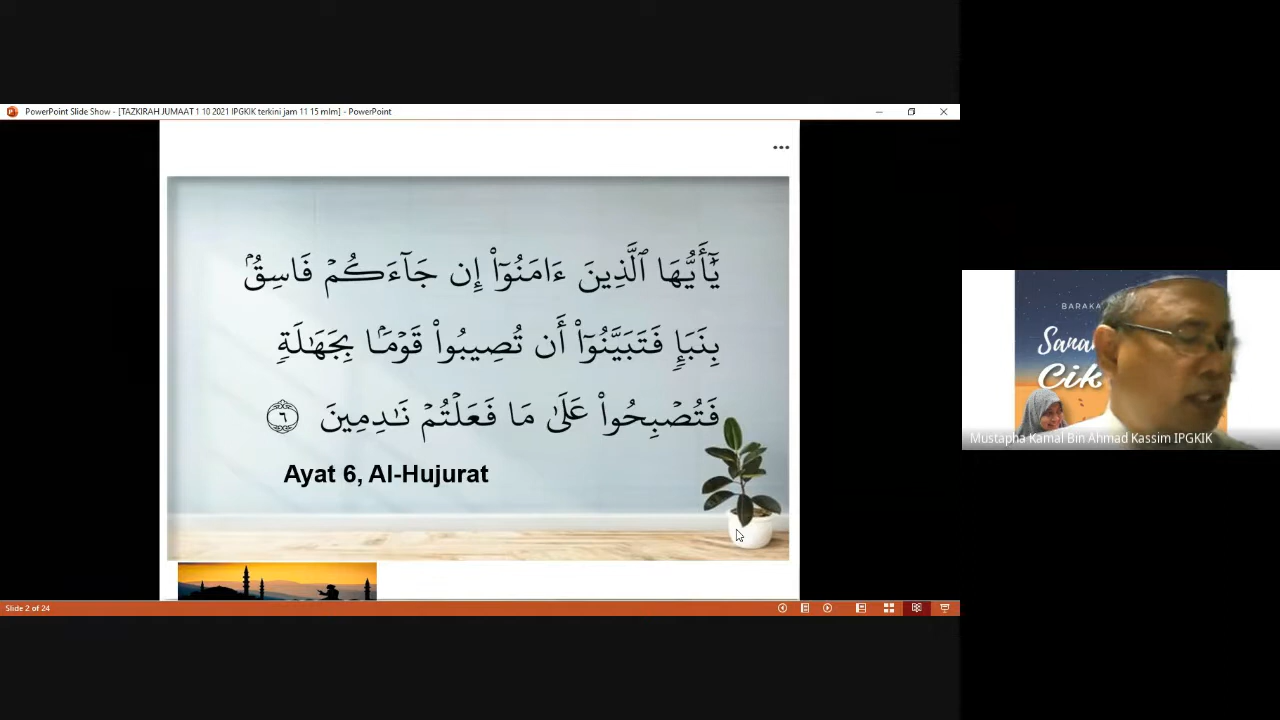 PowerPoint Slide Show - [TAZKIRAH JUMAAT 1 10 2021 IPGKIK terkini jam 11 15 mlm] - PowerPoint
يَٰٓأَيُّهَا ٱلَّذِينَ ءَامَنُوٓا۟ إِن جَآءَكُمْ فَاسِقٌۢ
بِنَبَإٍۢ فَتَبَيَّنُوٓا۟ أَن تُصِيبُوا۟ قَوْمًۢا بِجَهَٰلَةٍۢ
فَتُصْبِحُوا۟ عَلَىٰ مَا فَعَلْتُمْ نَٰدِمِينَ ٦
Ayat 6, Al-Hujurat
Slide 2 of 24
BARAKA
Sana
Cik
Mustapha Kamal Bin Ahmad Kassim IPGKIK